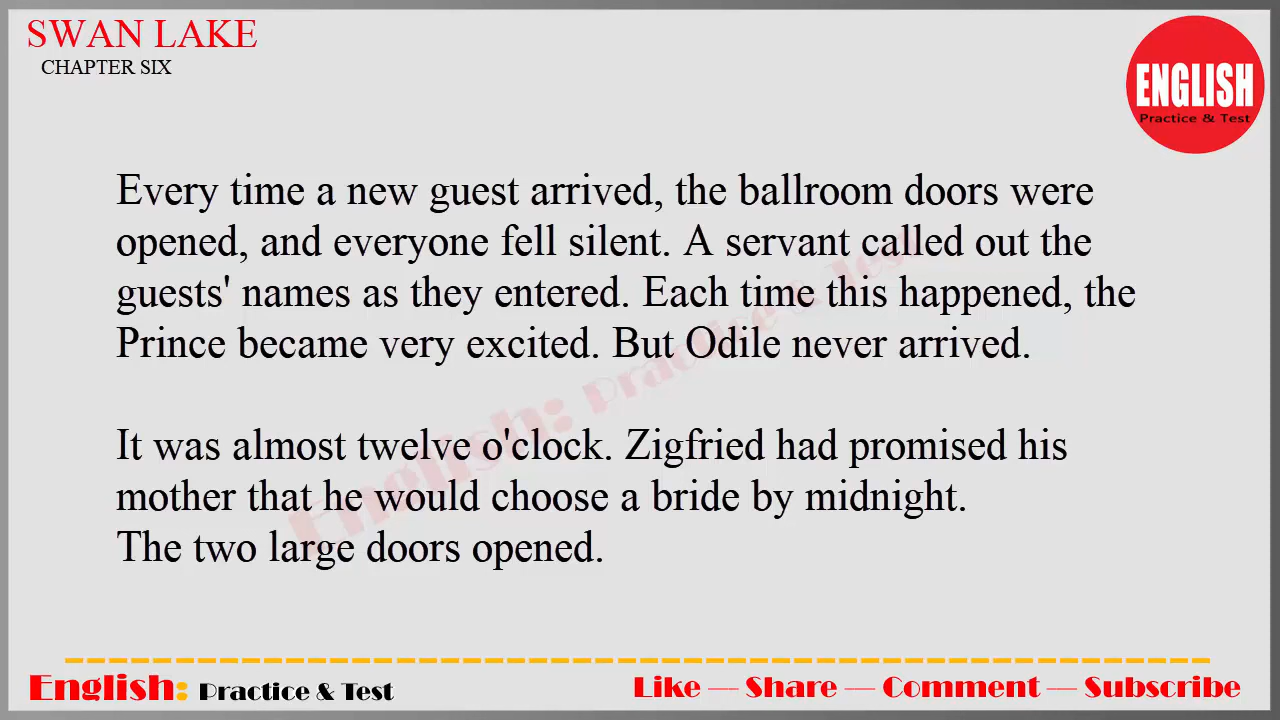 SWAN LAKE
CHAPTER SIX
ENGLISH
Practice & Test
Every time a new guest arrived, the ballroom doors were
opened, and everyone fell silent. A servant called out the
guests' names as they entered. Each time this happened, the
Prince became very excited. But Odile never arrived.
It was almost twelve o'clock. Zigfried had promised his
mother that he would choose a bride by midnight.
The two large doors opened.
English: Practice & Test
English: Practice & Test
Like — Share — Comment — Subscribe